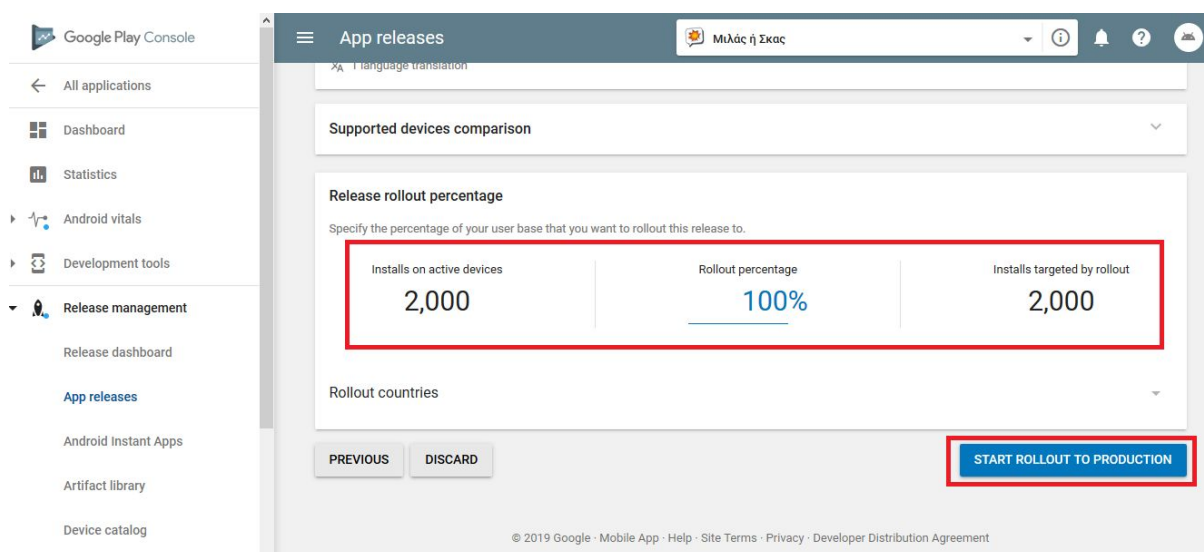 Google Play Console
App releases
Μιλάς ή Σκας
All applications
Dashboard
Statistics
Android vitals
Development tools
Release management
Release dashboard
App releases
Android Instant Apps
Artifact library
Device catalog
1 language translation
Supported devices comparison
Release rollout percentage
Specify the percentage of your user base that you want to rollout this release to.
Installs on active devices
2,000
Rollout percentage
100%
Installs targeted by rollout
2,000
Rollout countries
PREVIOUS
DISCARD
START ROLLOUT TO PRODUCTION
© 2019 Google · Mobile App · Help · Site Terms · Privacy · Developer Distribution Agreement